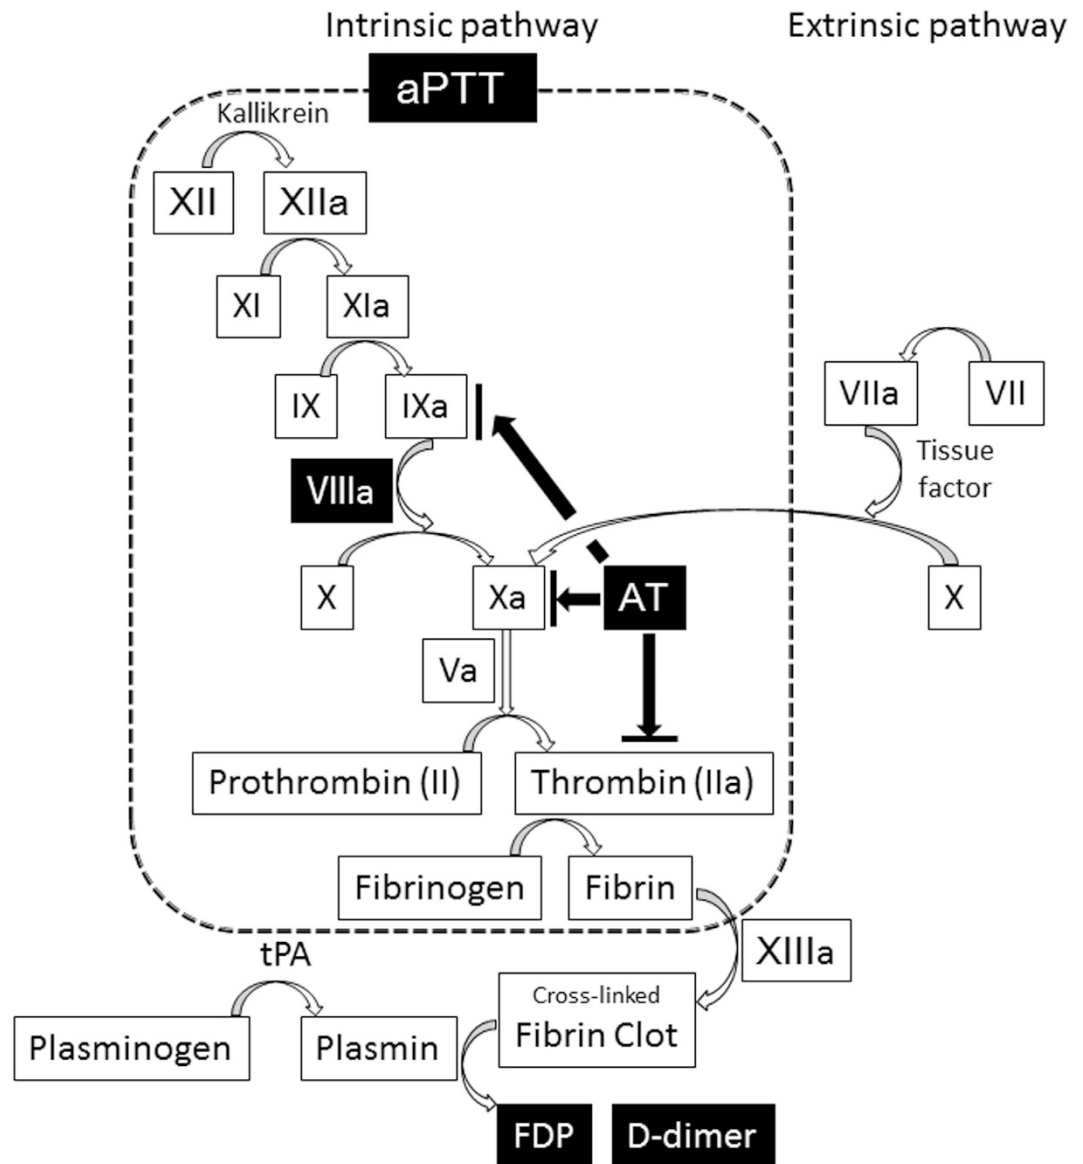 Intrinsic pathway
Extrinsic pathway
aPTT
Kallikrein
XII
XIIa
XI
XIa
IX
IXa
VIIa
VII
Tissue
factor
VIIIa
X
Xa
AT
X
Va
Prothrombin (II)
Thrombin (IIa)
Fibrinogen
Fibrin
XIIIa
tPA
Cross-linked
Fibrin Clot
Plasminogen
Plasmin
FDP
D-dimer